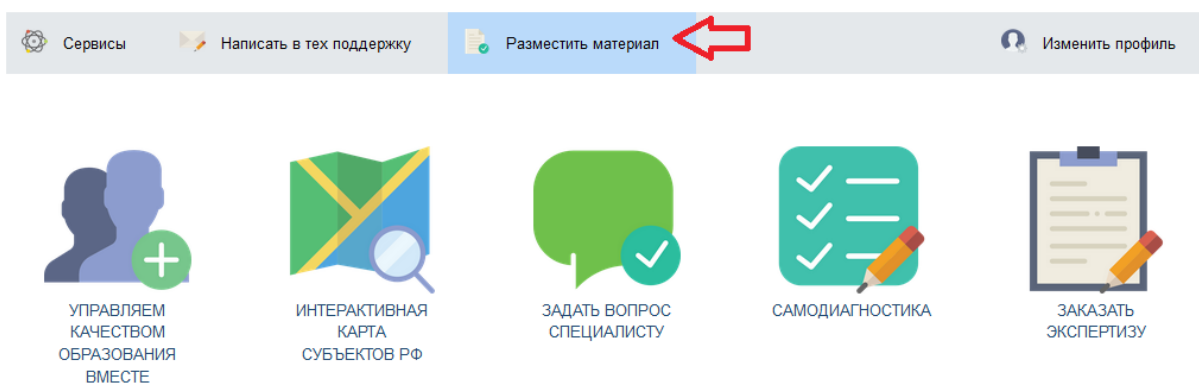 Сервисы
Написать в тех поддержку
Разместить материал
Изменить профиль
УПРАВЛЯЕМ
КАЧЕСТВОМ
ОБРАЗОВАНИЯ
ВМЕСТЕ
ИНТЕРАКТИВНАЯ
КАРТА
СУБЪЕКТОВ РФ
ЗАДАТЬ ВОПРОС
СПЕЦИАЛИСТУ
САМОДИАГНОСТИКА
ЗАКАЗАТЬ
ЭКСПЕРТИЗУ